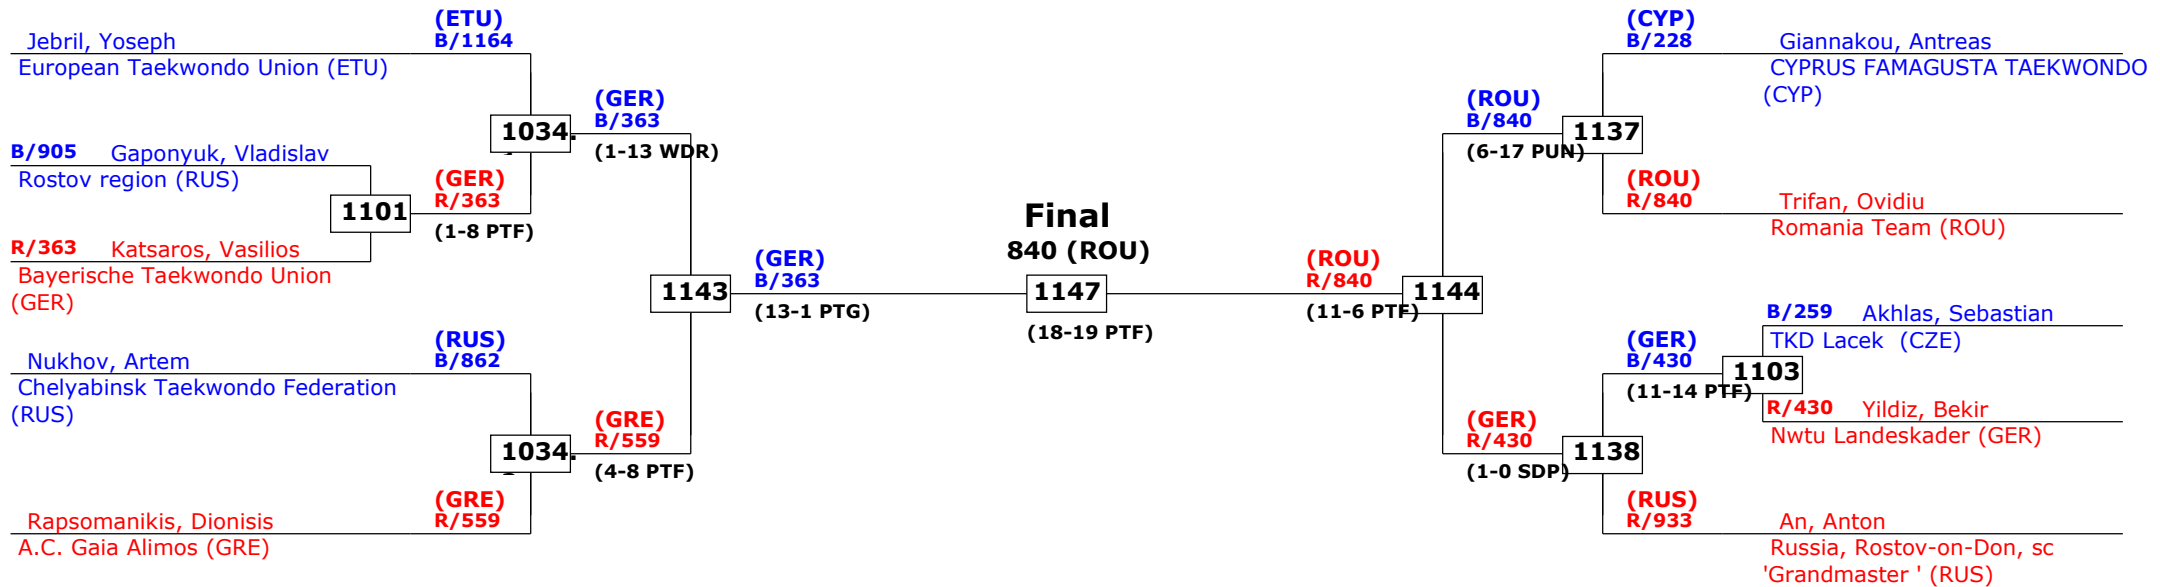 (ETU)
B/1164
Jebril, Yoseph
European Taekwondo Union (ETU)
(GER)
B/363
1034.
(1-13 WDR)
B/905 Gaponyuk, Vladislav
Rostov region (RUS)
(GER)
R/363
1101
(1-8 PTF)
R/363 Katsaros, Vasilios
Bayerische Taekwondo Union
(GER)
1143
(GER)
B/363
(13-1 PTG)
(RUS)
B/862
Nukhov, Artem
Chelyabinsk Taekwondo Federation
(RUS)
(GRE)
R/559
1034.
(4-8 PTF)
(GRE)
R/559
Rapsomanikis, Dionisis
A.C. Gaia Alimos (GRE)
Final
840 (ROU)
1147
(18-19 PTF)
(CYP)
B/228
Giannakou, Antreas
CYPRUS FAMAGUSTA TAEKWONDO
(CYP)
(ROU)
B/840
1137
(6-17 PUN)
(ROU)
R/840
Trifan, Ovidiu
Romania Team (ROU)
(ROU)
R/840
1144
(11-6 PTF)
B/259 Akhlas, Sebastian
TKD Lacek (CZE)
(GER)
B/430
1103
(11-14 PTF)
R/430 Yildiz, Bekir
Nwtu Landeskader (GER)
(GER)
R/430
1138
(1-0 SDP)
(RUS)
R/933
An, Anton
Russia, Rostov-on-Don, sc
'Grandmaster ' (RUS)